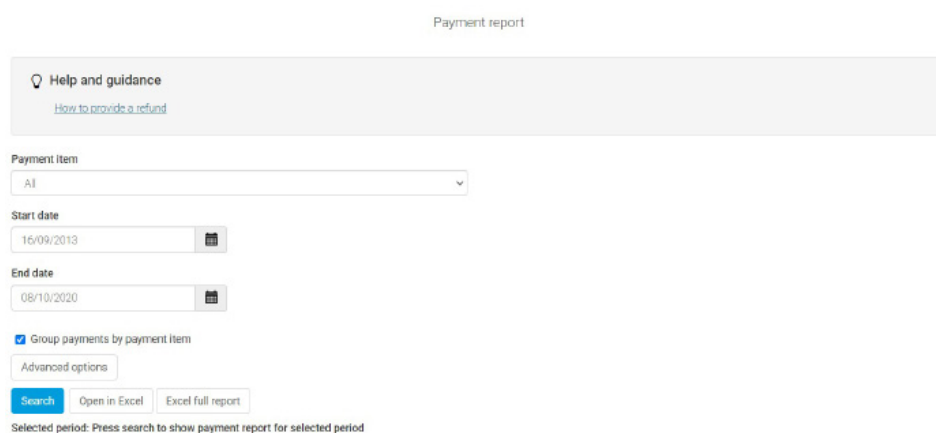 Payment report
Help and guidance
How to provide a refund
Payment item
All
Start date
16/09/2013
End date
08/10/2020
Group payments by payment item
Advanced options
Search Open in Excel Excel full report
Selected period: Press search to show payment report for selected period